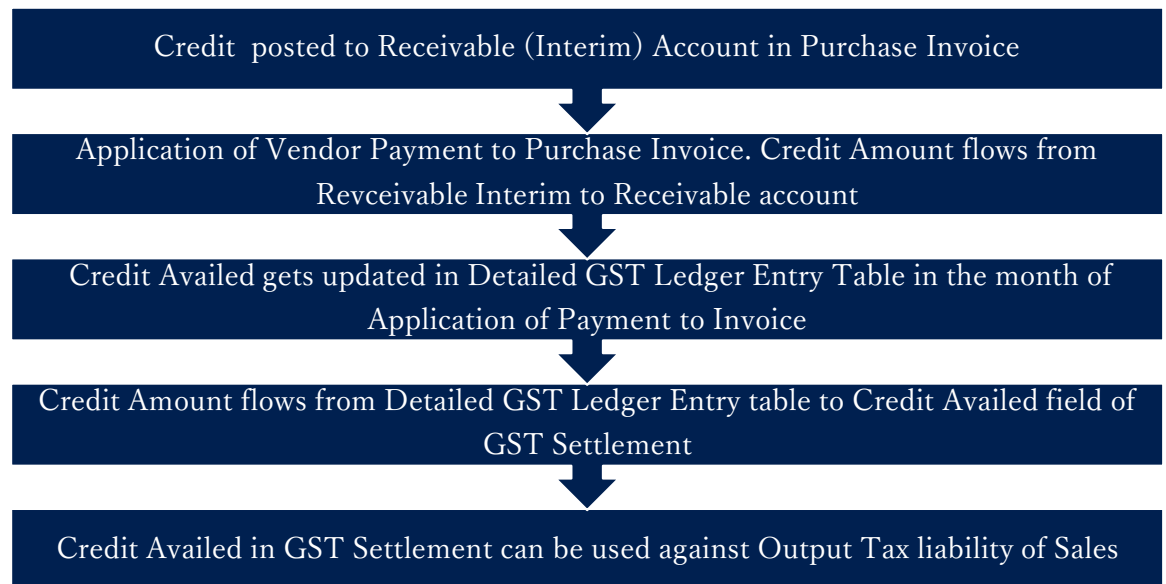 Credit  posted to Receivable (Interim) Account in Purchase Invoice
Application of Vendor Payment to Purchase Invoice. Credit Amount flows from
Revceivable Interim to Receivable account
Credit Availed gets updated in Detailed GST Ledger Entry Table in the month of
Application of Payment to Invoice
Credit Amount flows from Detailed GST Ledger Entry table to Credit Availed field of
GST Settlement
Credit Availed in GST Settlement can be used against Output Tax liability of Sales